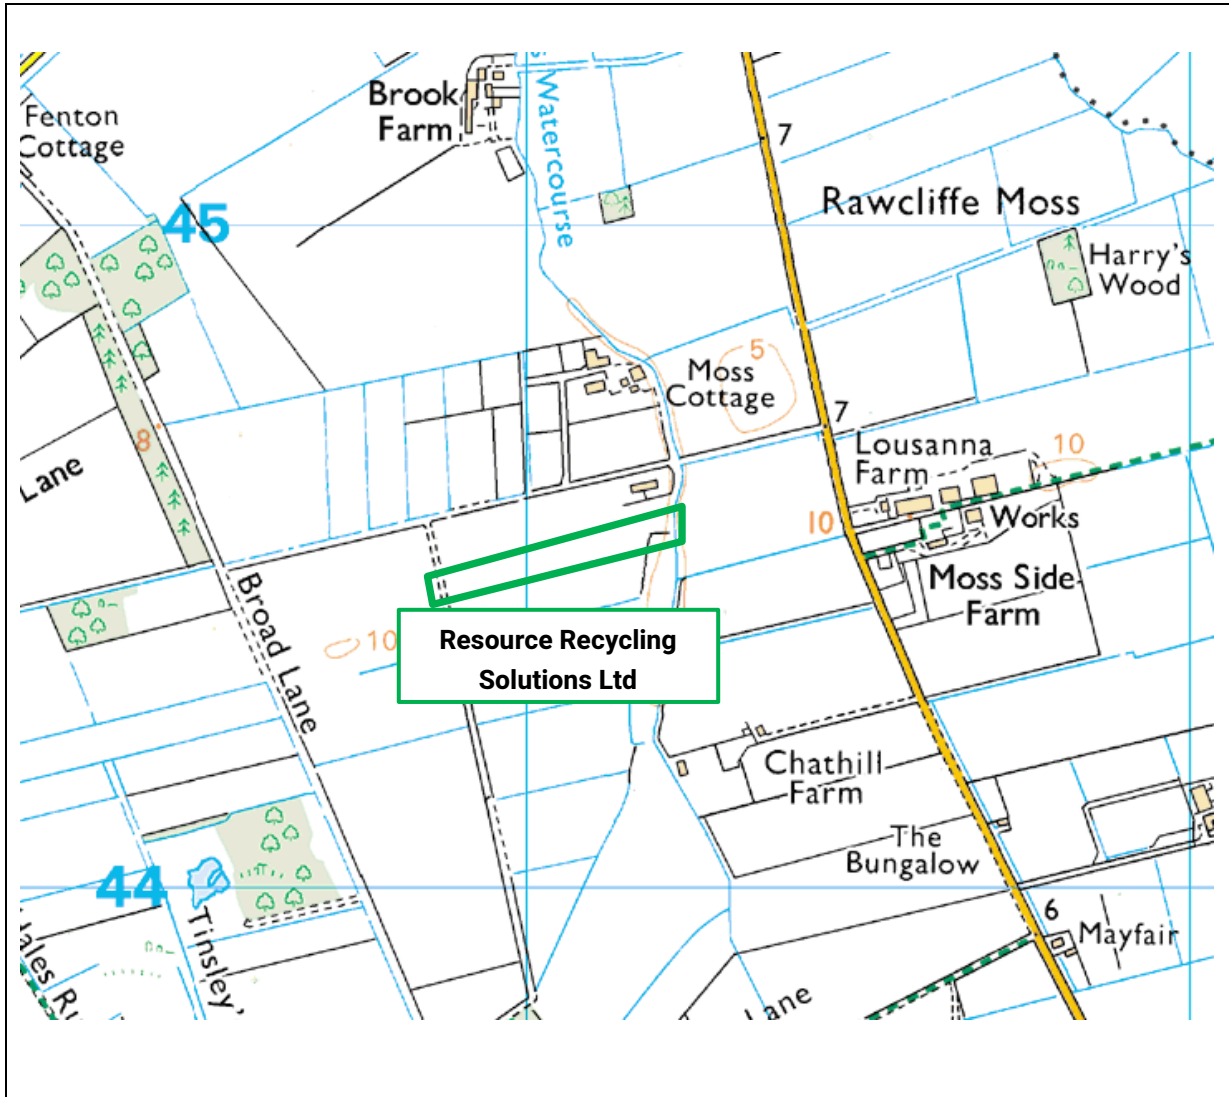 Fenton
Cottage
Brook
Farm
Watercourse
7
45
Rawcliffe Moss
Harry's
Wood
5
Moss
Cottage
7
8
Lane
Lousanna
Farm
10
10
Works
Moss Side
Farm
Broad Lane
10
Resource Recycling
Solutions Ltd
Chathill
Farm
The
Bungalow
44
Tinsley'
6
Mayfair
Lane